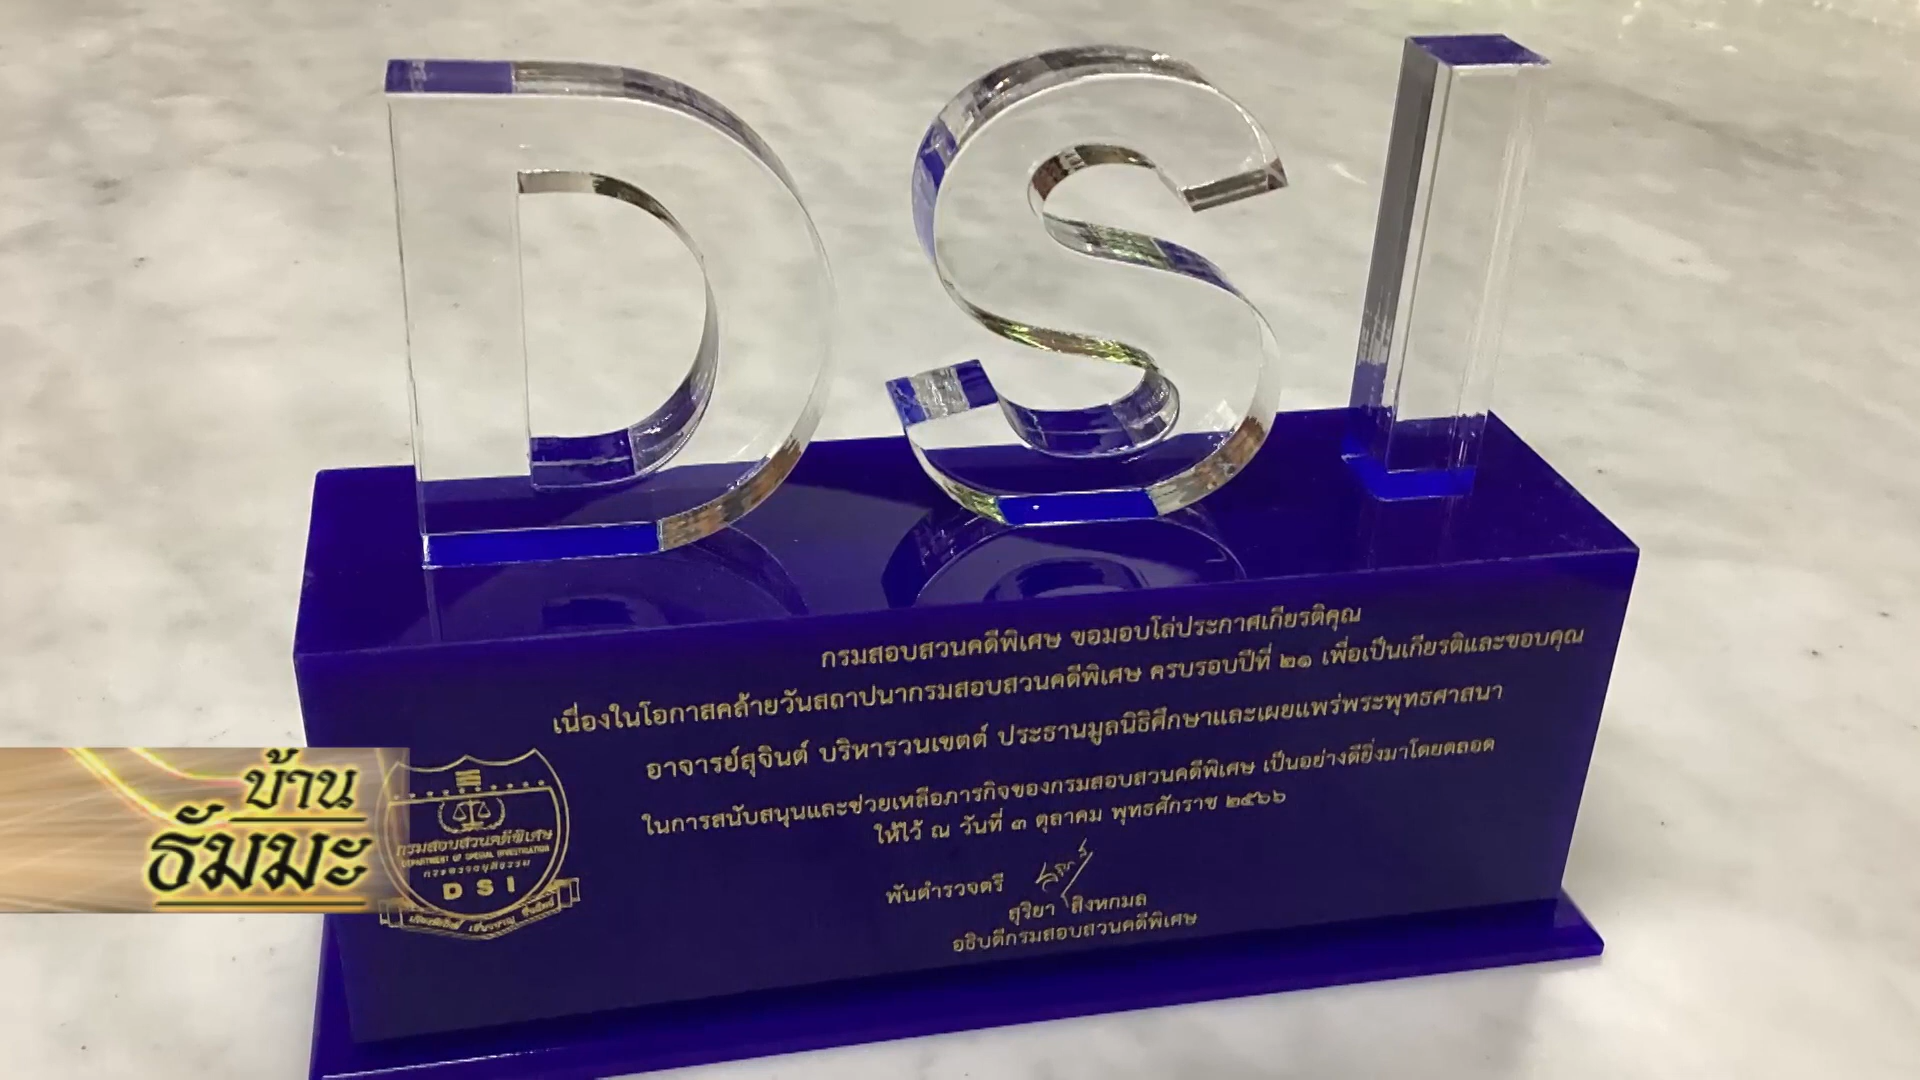 กรมสอบสวนคดีพิเศษ ขอมอบโล่ประกาศเกียรติคุณ
เนื่องในโอกาสคล้ายวันสถาปนากรมสอบสวนคดีพิเศษ ครบรอบปีที่ ๒๑ เพื่อเป็นเกียรติและขอบคุณ
อาจารย์สุจินต์ บริหารวนเขตต์ ประธานมูลนิธิศึกษาและเผยแพร่พระพุทธศาสนา
ในการสนับสนุนและช่วยเหลือภารกิจของกรมสอบสวนคดีพิเศษ เป็นอย่างดียิ่งมาโดยตลอด
ให้ไว้ ณ วันที่ ๓ ตุลาคม พุทธศักราช ๒๕๖๖
พันตำรวจตรี
สุริยา สิงหกมล
อธิบดีกรมสอบสวนคดีพิเศษ
กรมสอบสวนคดีพิเศษ
DEPARTMENT OF SPECIAL INVESTIGATION
กระทรวงยุติธรรม
DSI
บ้าน
ธัมมะ
DSI